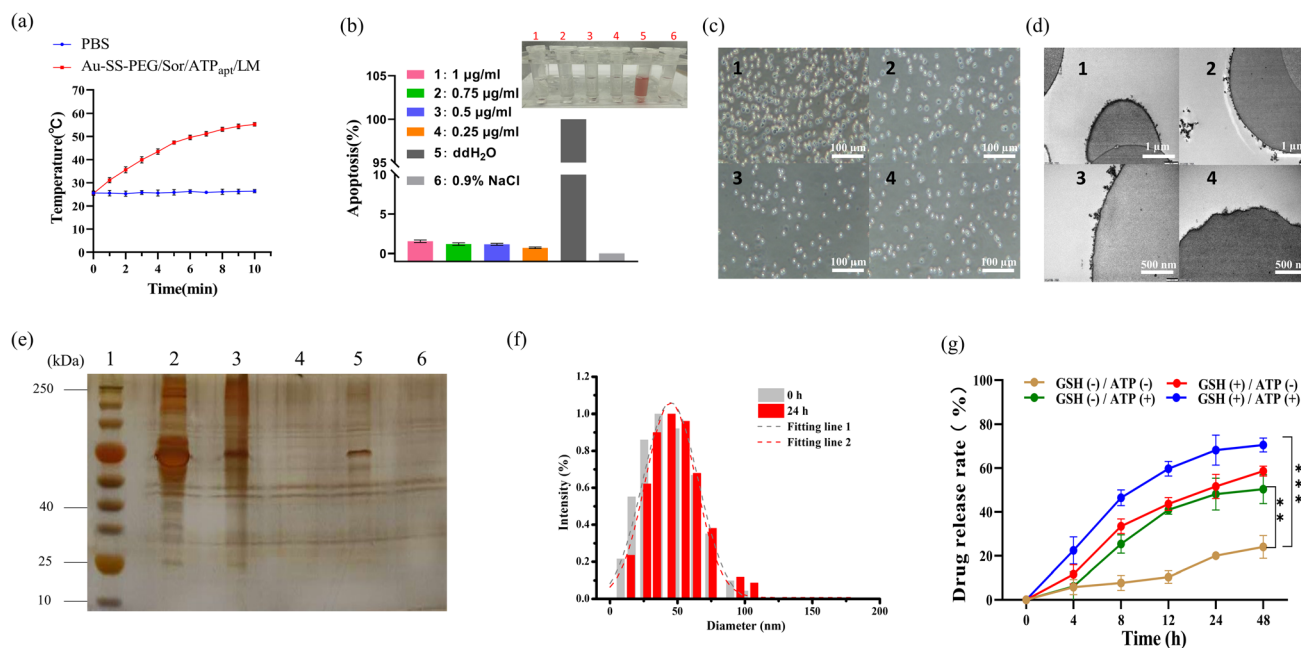 (a)
PBS
Au-SS-PEG/Sor/ATPapt/LM
Temperature(°C)
60
50
40
30
20
10
0
0 2 4 6 8 10
Time(min)
(b)
1 2 3 4 5 6
Apoptosis(%)
105
100
95
10
5
0
1: 1 μg/ml
2: 0.75 μg/ml
3: 0.5 μg/ml
4: 0.25 μg/ml
5: ddH2O
6: 0.9% NaCl
(c)
1 2
100 μm 100 μm
3 4
100 μm 100 μm
(d)
1 2
1 μm 1 μm
3 4
500 nm 500 nm
(e)
(kDa) 1 2 3 4 5 6
250
40
25
10
(f)
Intensity (%)
1.2
1.0
0.8
0.6
0.4
0.2
0.0
0 h
24 h
Fitting line 1
Fitting line 2
0 50 100 150 200
Diameter (nm)
(g)
GSH (-) / ATP (-) GSH (+) / ATP (-)
GSH (-) / ATP (+) GSH (+) / ATP (+)
Drug release rate ( %)
100
80
60
40
20
0
0 4 8 12 24 48
Time (h)
**
***